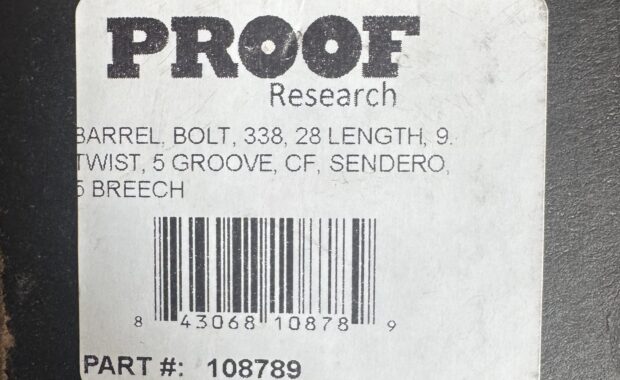 PROOF
Research
BARREL, BOLT, 338, 28 LENGTH, 9.
TWIST, 5 GROOVE, CF, SENDERO,
5 BREECH
8 43068 10878 9
PART #: 108789